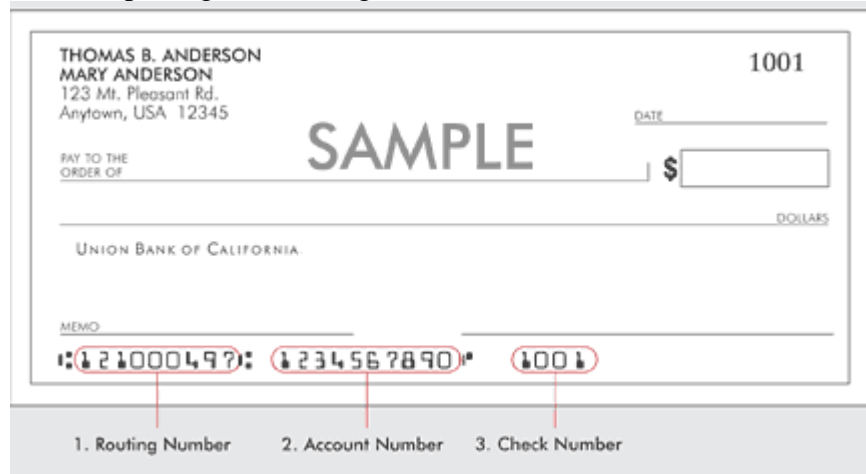 THOMAS B. ANDERSON
MARY ANDERSON
123 Mt. Pleasant Rd.
Anytown, USA 12345
1001
DATE
SAMPLE
PAY TO THE
ORDER OF
$
DOLLARS
UNION BANK OF CALIFORNIA
MEMO
⑆121000497⑆ 1234567890⑈ 1001
1. Routing Number 2. Account Number 3. Check Number